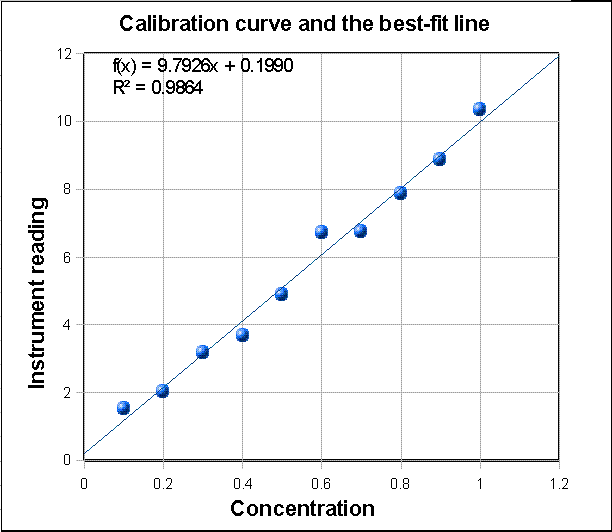 Calibration curve and the best-fit line
f(x) = 9.7926x + 0.1990
R² = 0.9864
12
10
8
6
4
2
0
Instrument reading
0 0.2 0.4 0.6 0.8 1 1.2
Concentration